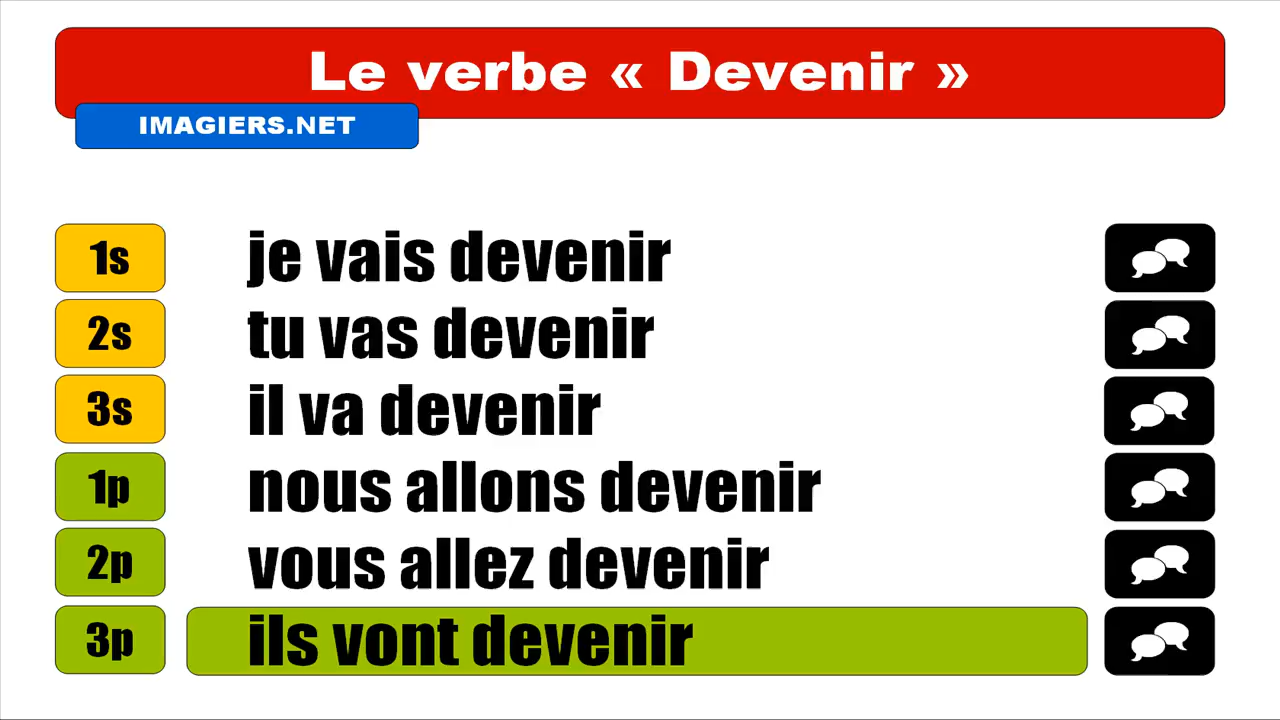 Le verbe « Devenir »
IMAGIERS.NET
1s je vais devenir
2s tu vas devenir
3s il va devenir
1p nous allons devenir
2p vous allez devenir
3p ils vont devenir